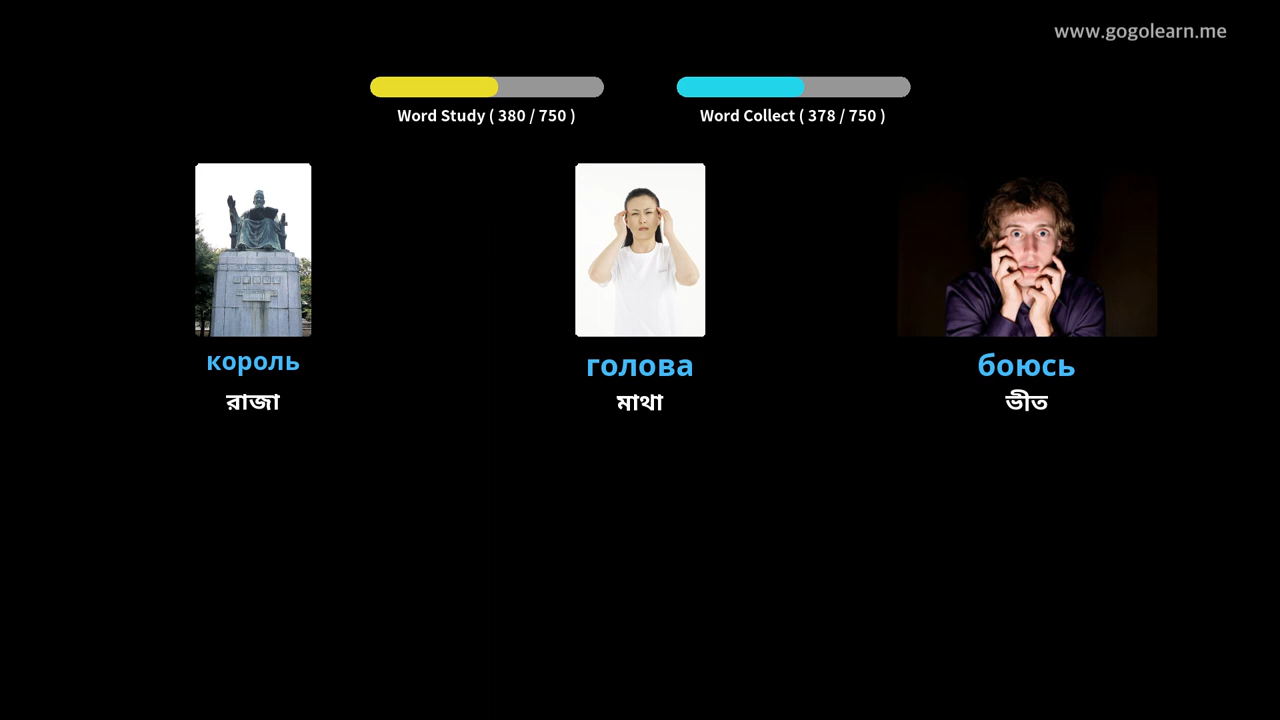 www.gogolearn.me
Word Study ( 380 / 750 )
Word Collect ( 378 / 750 )
король
রাজা
голова
মাথা
боюсь
ভীত